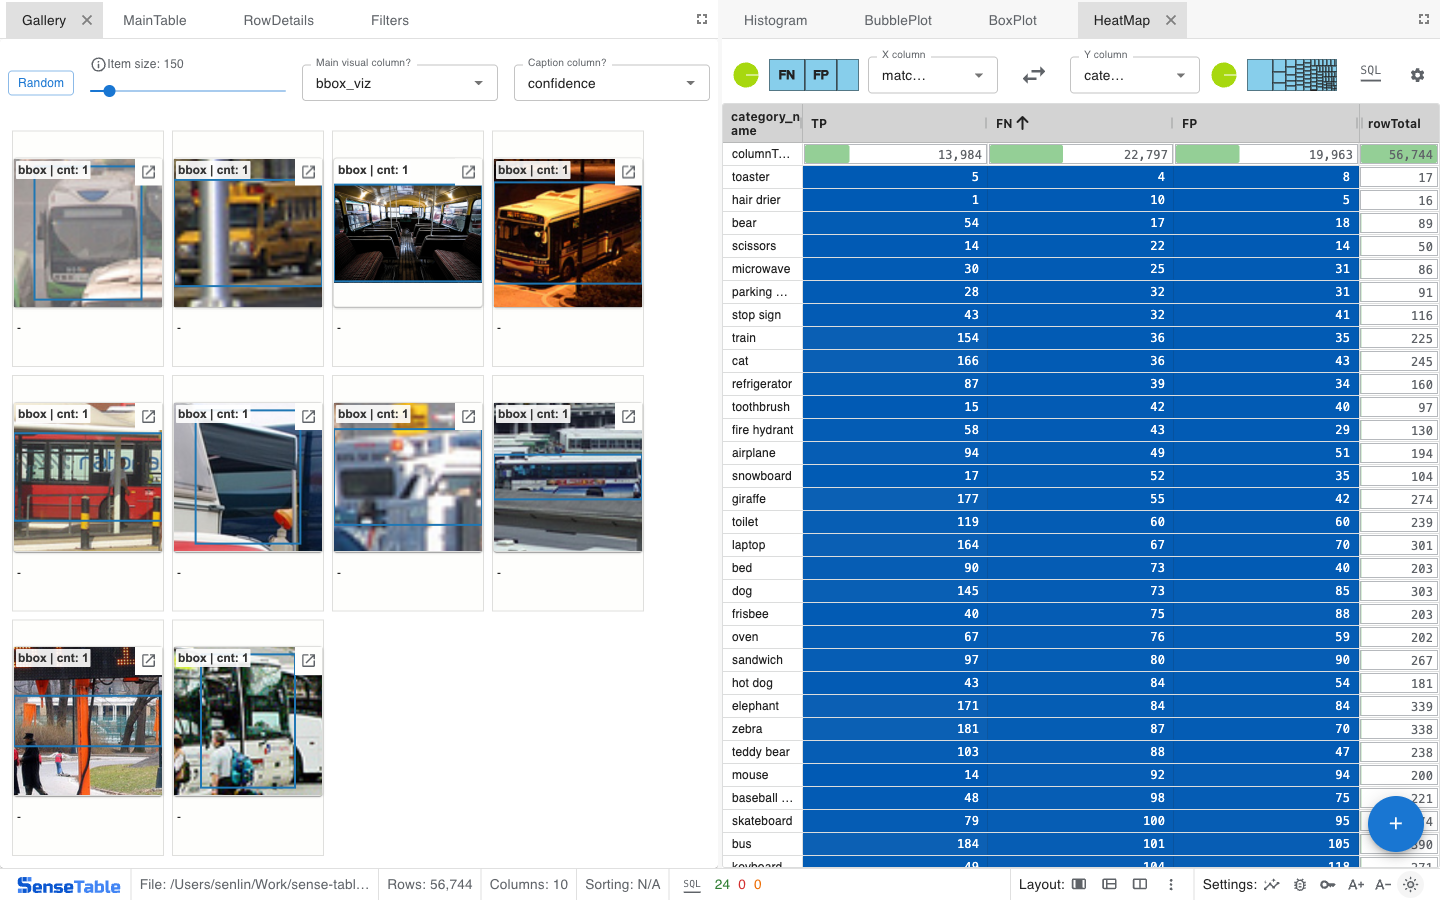 Gallery MainTable RowDetails Filters
Histogram BubblePlot BoxPlot HeatMap
Random
Item size: 150
Main visual column?
bbox_viz
Caption column?
confidence
FN FP
X column
matc...
Y column
cate...
SQL
bbox | cnt: 1 bbox | cnt: 1 bbox | cnt: 1 bbox | cnt: 1
- - - -
bbox | cnt: 1 bbox | cnt: 1 bbox | cnt: 1 bbox | cnt: 1
- - - -
bbox | cnt: 1 bbox | cnt: 1
- -
category_n
ame
TP FN FP rowTotal
columnT... 13,984 22,797 19,963 56,744
toaster 5 4 8 17
hair drier 1 10 5 16
bear 54 17 18 89
scissors 14 22 14 50
microwave 30 25 31 86
parking ... 28 32 31 91
stop sign 43 32 41 116
train 154 36 35 225
cat 166 36 43 245
refrigerator 87 39 34 160
toothbrush 15 42 40 97
fire hydrant 58 43 29 130
airplane 94 49 51 194
snowboard 17 52 35 104
giraffe 177 55 42 274
toilet 119 60 60 239
laptop 164 67 70 301
bed 90 73 40 203
dog 145 73 85 303
frisbee 40 75 88 203
oven 67 76 59 202
sandwich 97 80 90 267
hot dog 43 84 54 181
elephant 171 84 84 339
zebra 181 87 70 338
teddy bear 103 88 47 238
mouse 14 92 94 200
baseball ... 48 98 75 221
skateboard 79 100 95
bus 184 101 105 390
keyboard 49 104 118 271
SenseTable
File: /Users/senlin/Work/sense-tabl... Rows: 56,744 Columns: 10 Sorting: N/A SQL 24 0 0
Layout: Settings: A+ A-